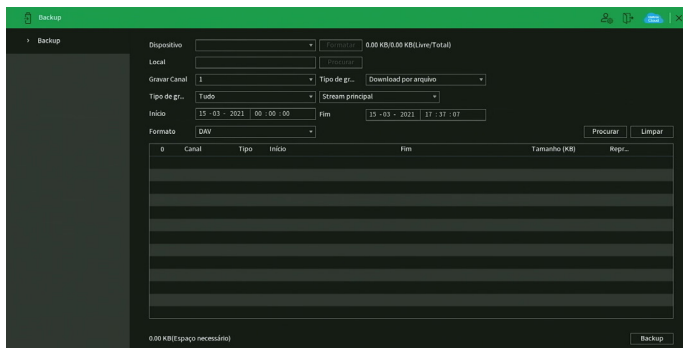 Backup
Backup
Dispositivo Formatar 0.00 KB/0.00 KB(Livre/Total)
Local Procurar
Gravar Canal 1 Tipo de gr... Download por arquivo
Tipo de gr... Tudo Stream principal
Início 15 -03 - 2021 00 : 00 : 00 Fim 15 -03 - 2021 17 : 37 : 07
Formato DAV
Procurar Limpar
0 Canal Tipo Início Fim Tamanho (KB) Repr...
0.00 KB(Espaço necessário)
Backup